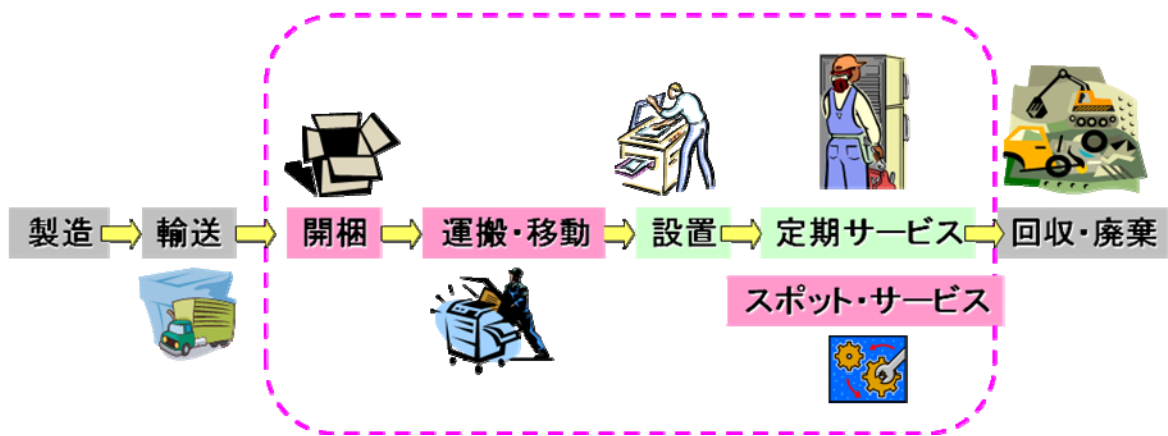 製造
輸送
開梱
運搬・移動
設置
定期サービス
回収・廃棄
スポット・サービス